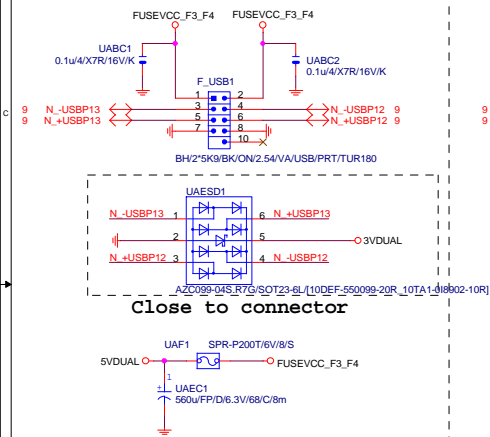 FUSEVCC_F3_F4 FUSEVCC_F3_F4
UABC1
0.1u/4/X7R/16V/K
UABC2
0.1u/4/X7R/16V/K
F_USB1
1 2
C 9 N_-USBP13 3 4 N_-USBP12 9 9
9 N_+USBP13 5 6 N_+USBP12 9 9
7 8
10
BH/2*5K9/BK/ON/2.54/VA/USB/PRT/TUR180
UAESD1
N_-USBP13 1 6 N_+USBP13
2 5 3VDUAL
N_+USBP12 3 4 N_-USBP12
AZC099-04S.R7G/SOT23-6L/[10DEF-550099-20R_10TA1-0I8902-10R]
Close to connector
UAF1 SPR-P200T/6V/8/S
5VDUAL FUSEVCC_F3_F4
1
+ UAEC1
560u/FP/D/6.3V/68/C/8m